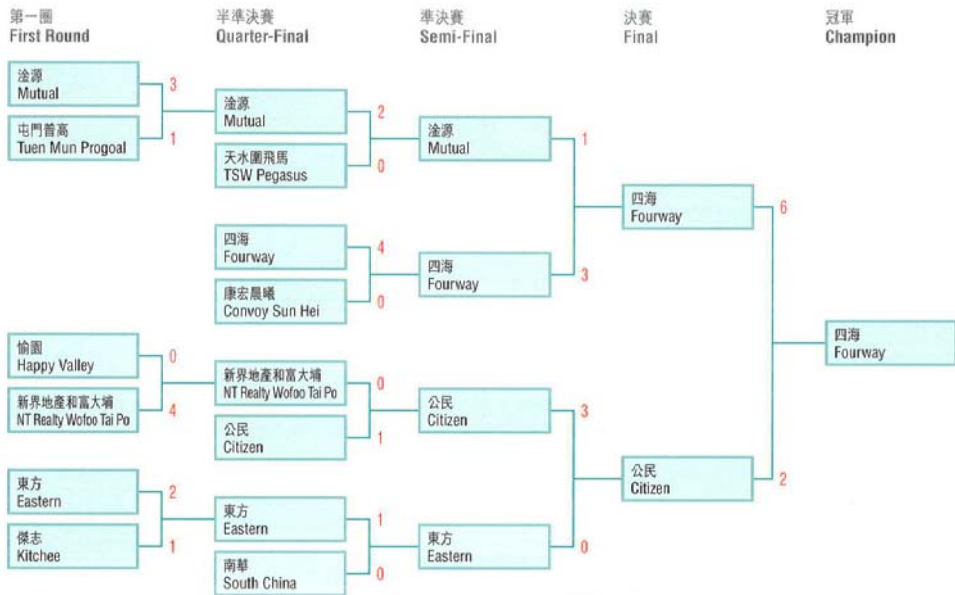 第一圈
First Round
半準決賽
Quarter-Final
準決賽
Semi-Final
決賽
Final
冠軍
Champion
淦源
Mutual
3
屯門普高
Tuen Mun Progoal
1
愉園
Happy Valley
0
新界地產和富大埔
NT Realty Wofoo Tai Po
4
東方
Eastern
2
傑志
Kitchee
1
淦源
Mutual
2
天水圍飛馬
TSW Pegasus
0
四海
Fourway
4
康宏晨曦
Convoy Sun Hei
0
新界地產和富大埔
NT Realty Wofoo Tai Po
0
公民
Citizen
1
東方
Eastern
1
南華
South China
0
淦源
Mutual
1
四海
Fourway
3
公民
Citizen
3
東方
Eastern
0
四海
Fourway
6
公民
Citizen
2
四海
Fourway